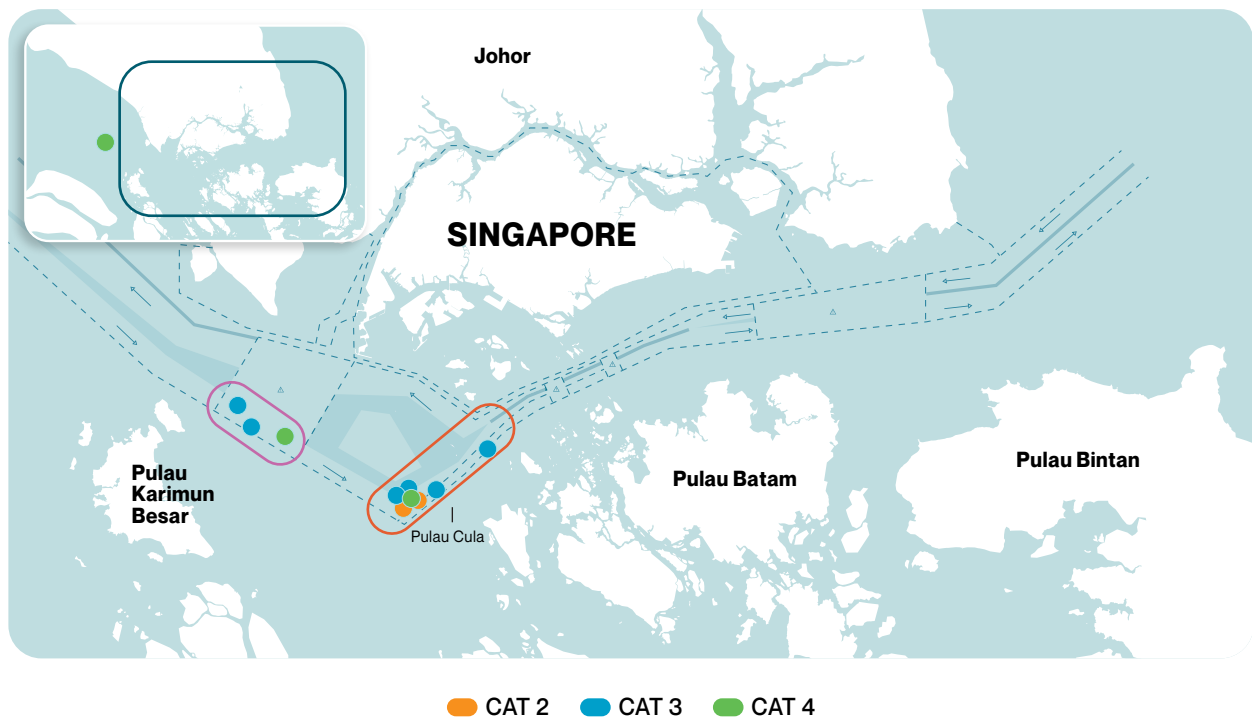 Johor
SINGAPORE
Pulau
Karimun
Besar
Pulau Batam
Pulau Bintan
Pulau Cula
CAT 2
CAT 3
CAT 4